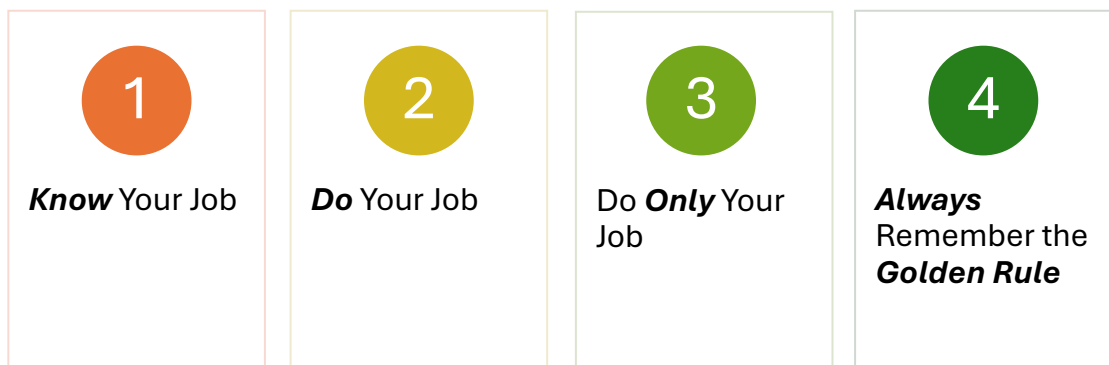 1
Know Your Job
2
Do Your Job
3
Do Only Your
Job
4
Always
Remember the
Golden Rule